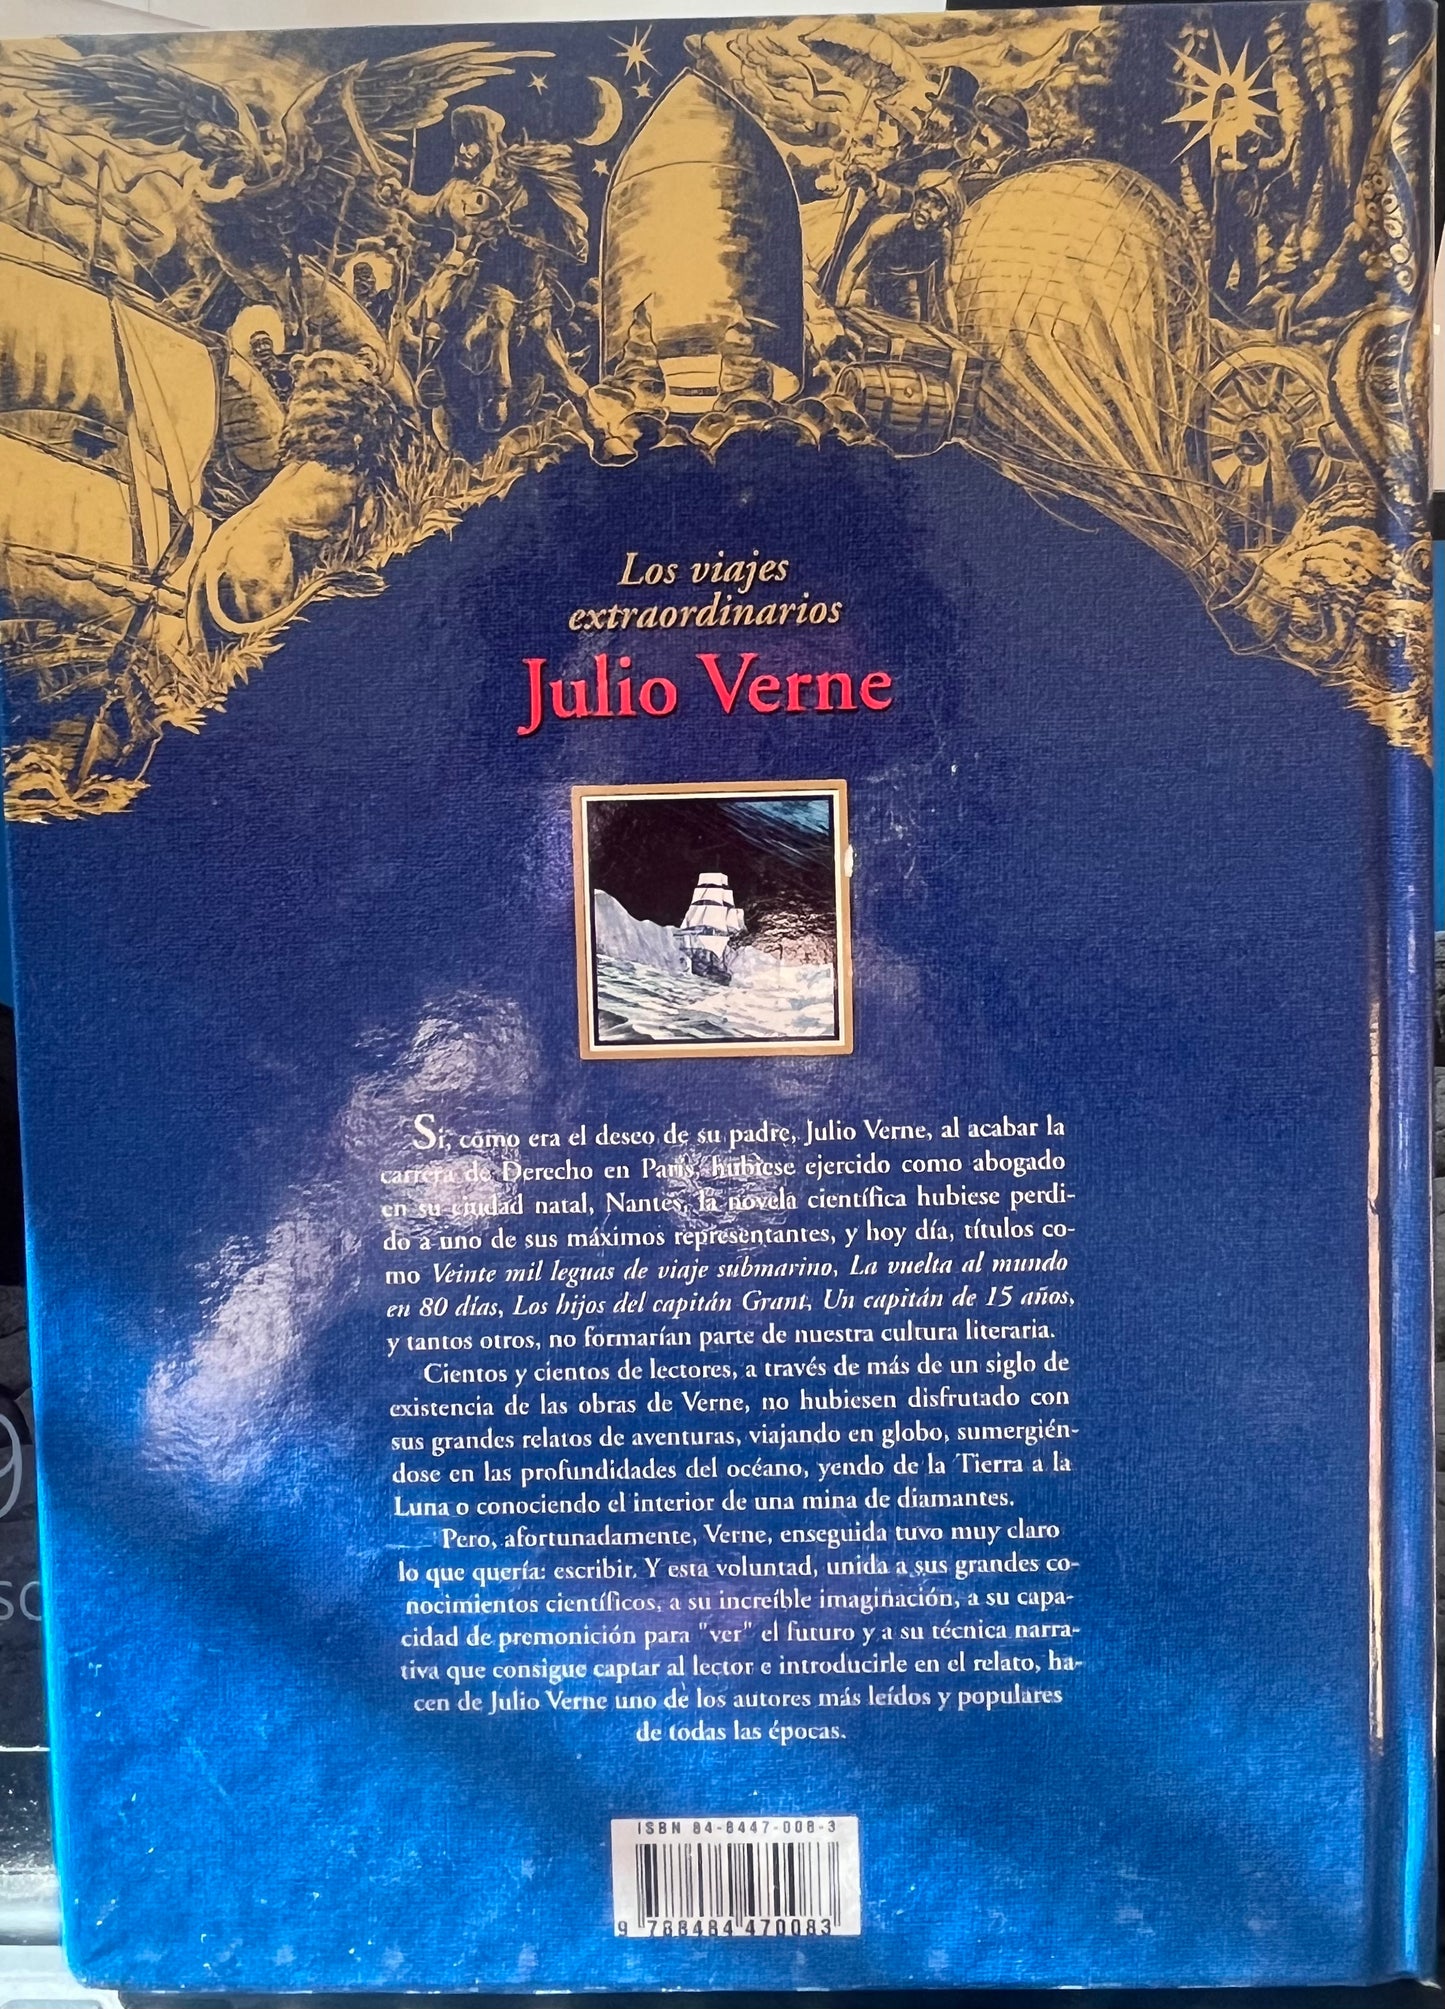 Los viajes
extraordinarios
Julio Verne
Si, como era el deseo de su padre, Julio Verne, al acabar la
carrera de Derecho en París, hubiese ejercido como abogado
en su ciudad natal, Nantes, la novela científica hubiese perdi-
do a uno de sus máximos representantes, y hoy día, títulos co-
mo Veinte mil leguas de viaje submarino, La vuelta al mundo
en 80 días, Los hijos del capitán Grant, Un capitán de 15 años,
y tantos otros, no formarían parte de nuestra cultura literaria.
Cientos y cientos de lectores, a través de más de un siglo de
existencia de las obras de Verne, no hubiesen disfrutado con
sus grandes relatos de aventuras, viajando en globo, sumergién-
dose en las profundidades del océano, yendo de la Tierra a la
Luna o conociendo el interior de una mina de diamantes.
Pero, afortunadamente, Verne, enseguida tuvo muy claro
lo que quería: escribir. Y esta voluntad, unida a sus grandes co-
nocimientos científicos, a su increíble imaginación, a su capa-
cidad de premonición para "ver" el futuro y a su técnica narra-
tiva que consigue captar al lector e introducirle en el relato, ha-
cen de Julio Verne uno de los autores más leídos y populares
de todas las épocas.
ISBN 84-8447-008-3
9 788484 470083